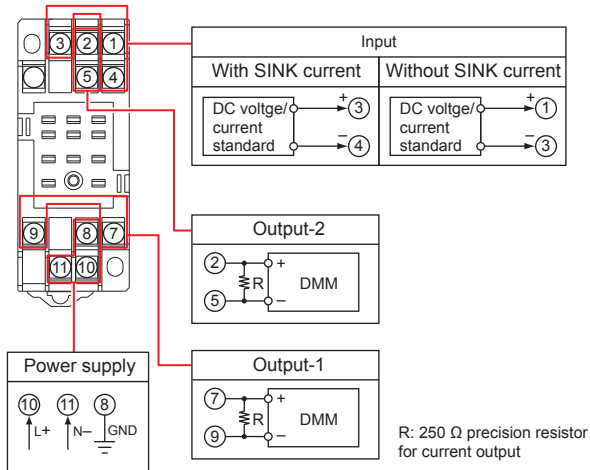 3 2 1
5 4
9 8 7
11 10
Input
With SINK current Without SINK current
DC voltge/
current
standard
+ 3
– 4
DC voltge/
current
standard
+ 1
– 3
Output-2
2 + R DMM
5 –
Output-1
7 + R DMM
9 –
Power supply
10 11 8
L+ N– GND
R: 250 Ω precision resistor
for current output